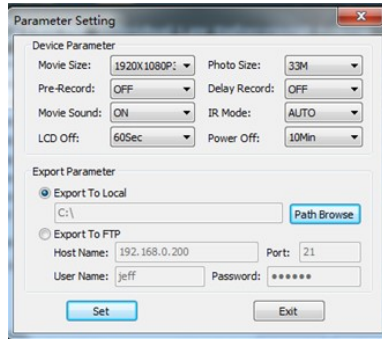 Parameter Setting
Device Parameter
Movie Size: 1920X1080P: Photo Size: 33M
Pre-Record: OFF Delay Record: OFF
Movie Sound: ON IR Mode: AUTO
LCD Off: 60Sec Power Off: 10Min
Export Parameter
Export To Local
C:\ Path Browse
Export To FTP
Host Name: 192.168.0.200 Port: 21
User Name: jeff Password: ●●●●●●
Set Exit